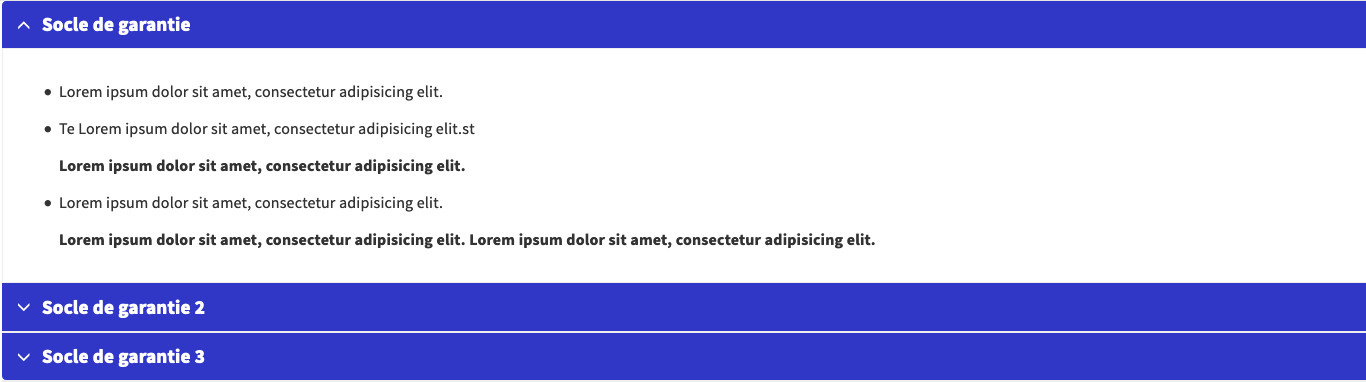 Socle de garantie
Lorem ipsum dolor sit amet, consectetur adipisicing elit.
Te Lorem ipsum dolor sit amet, consectetur adipisicing elit.st
Lorem ipsum dolor sit amet, consectetur adipisicing elit.
Lorem ipsum dolor sit amet, consectetur adipisicing elit.
Lorem ipsum dolor sit amet, consectetur adipisicing elit. Lorem ipsum dolor sit amet, consectetur adipisicing elit.
Socle de garantie 2
Socle de garantie 3